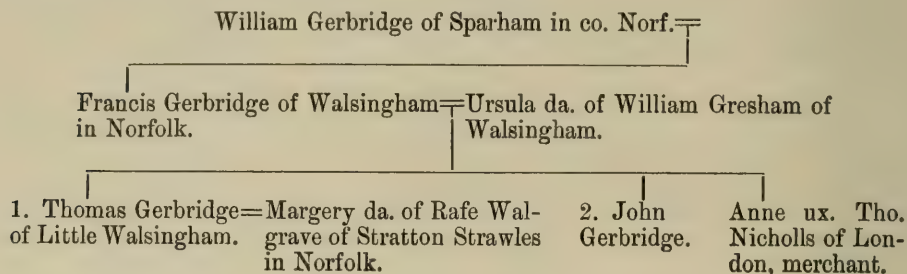 William Gerbridge of Sparham in co. Norf.=
Francis Gerbridge of Walsingham=Ursula da. of William Gresham of
in Norfolk. Walsingham.
1. Thomas Gerbridge=Margery da. of Rafe Wal- 2. John Anne ux. Tho.
of Little Walsingham. grave of Stratton Strawles Gerbridge. Nicholls of Lon-
in Norfolk. don, merchant.